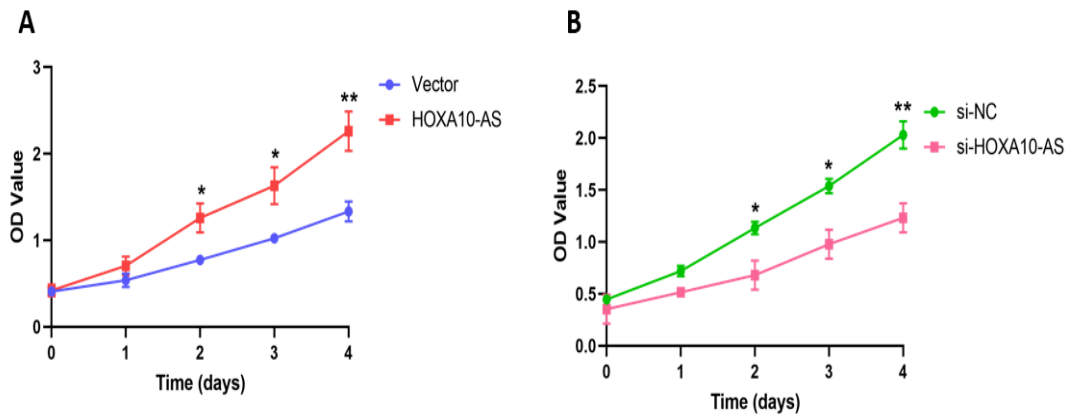 A
3
2
1
0
OD Value
0 1 2 3 4
Time (days)
* * **
Vector
HOXA10-AS
B
2.5
2.0
1.5
1.0
0.5
0.0
OD Value
0 1 2 3 4
Time (days)
* * **
si-NC
si-HOXA10-AS